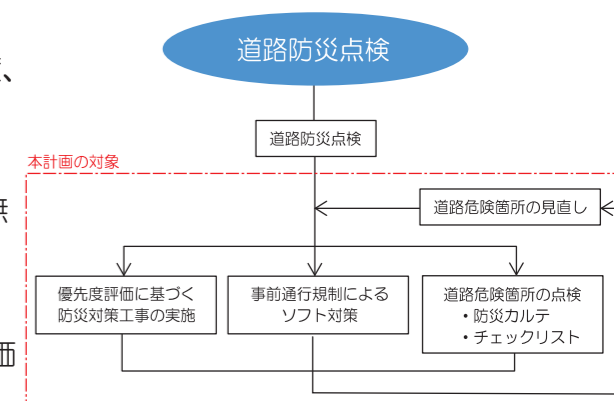 道路防災点検
、
道路防災点検
本計画の対象
無
道路危険箇所の見直し
優先度評価に基づく
防災対策工事の実施
事前通行規制による
ソフト対策
道路危険箇所の点検
・防災カルテ
・チェックリスト
価